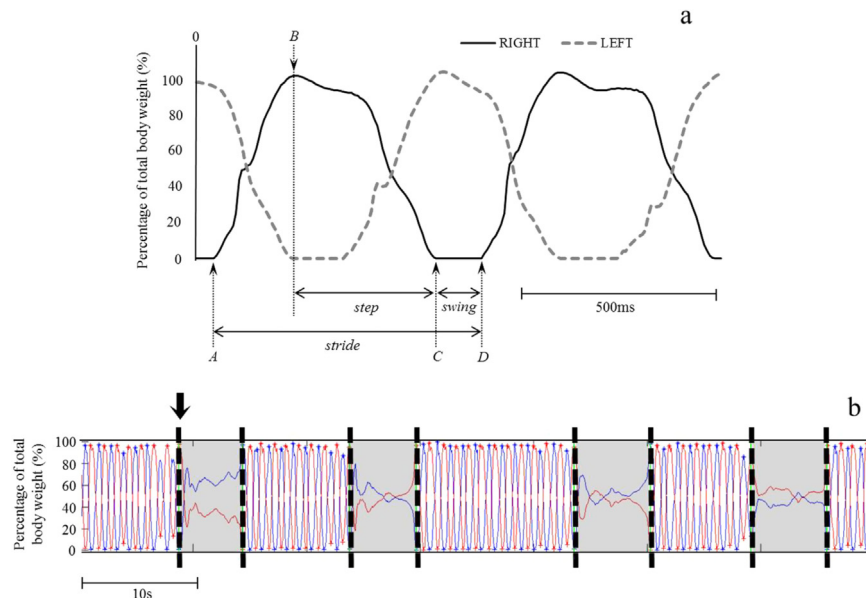 a
0
B
RIGHT
LEFT
Percentage of total body weight (%)
100
80
60
40
20
0
step
swing
500ms
stride
A
C
D
b
Percentage of total
body weight (%)
100
80
60
40
20
0
10s